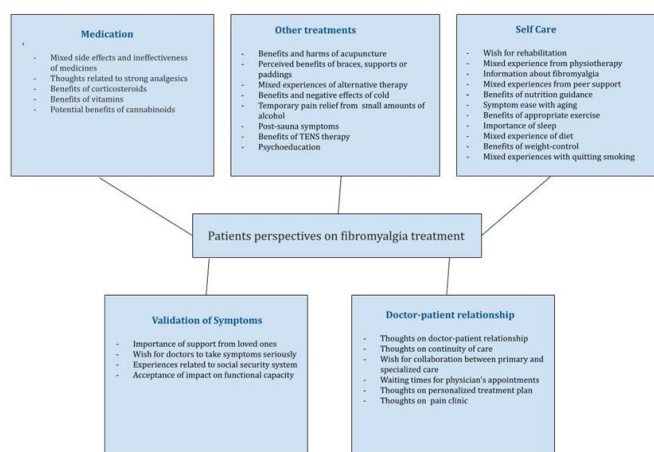 Medication
- Mixed side effects and ineffectiveness
of medicines
- Thoughts related to strong analgesics
- Benefits of corticosteroids
- Benefits of vitamins
- Potential benefits of cannabinoids
Other treatments
- Benefits and harms of acupuncture
- Perceived benefits of braces, supports or
paddings
- Mixed experiences of alternative therapy
- Benefits and negative effects of cold
- Temporary pain relief from small amounts of
alcohol
- Post-sauna symptoms
- Benefits of TENS therapy
- Psychoeducation
Self Care
- Wish for rehabilitation
- Mixed experience from physiotherapy
- Information about fibromyalgia
- Mixed experiences from peer support
- Benefits of nutrition guidance
- Symptom ease with aging
- Benefits of appropriate exercise
- Importance of sleep
- Mixed experience of diet
- Benefits of weight-control
- Mixed experiences with quitting smoking
Patients perspectives on fibromyalgia treatment
Validation of Symptoms
- Importance of support from loved ones
- Wish for doctors to take symptoms seriously
- Experiences related to social security system
- Acceptance of impact on functional capacity
Doctor-patient relationship
- Thoughts on doctor-patient relationship
- Thoughts on continuity of care
- Wish for collaboration between primary and
specialized care
- Waiting times for physician's appointments
- Thoughts on personalized treatment plan
- Thoughts on pain clinic